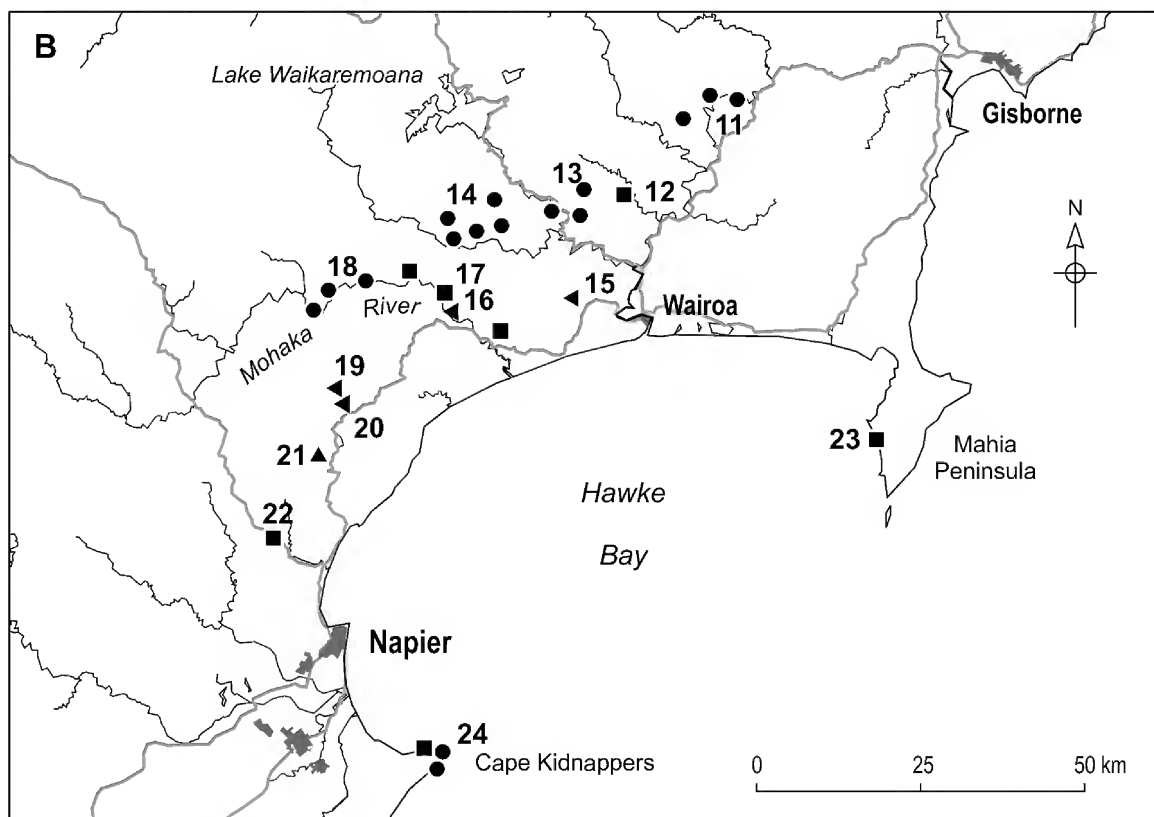 B
Lake Waikaremoana
Gisborne
11
13
12
14
N
18
17
15
16
River
Wairoa
Mohaka
19
20
21
23
Mahia
Peninsula
Hawke
Bay
22
Napier
24
Cape Kidnappers
0 25 50 km